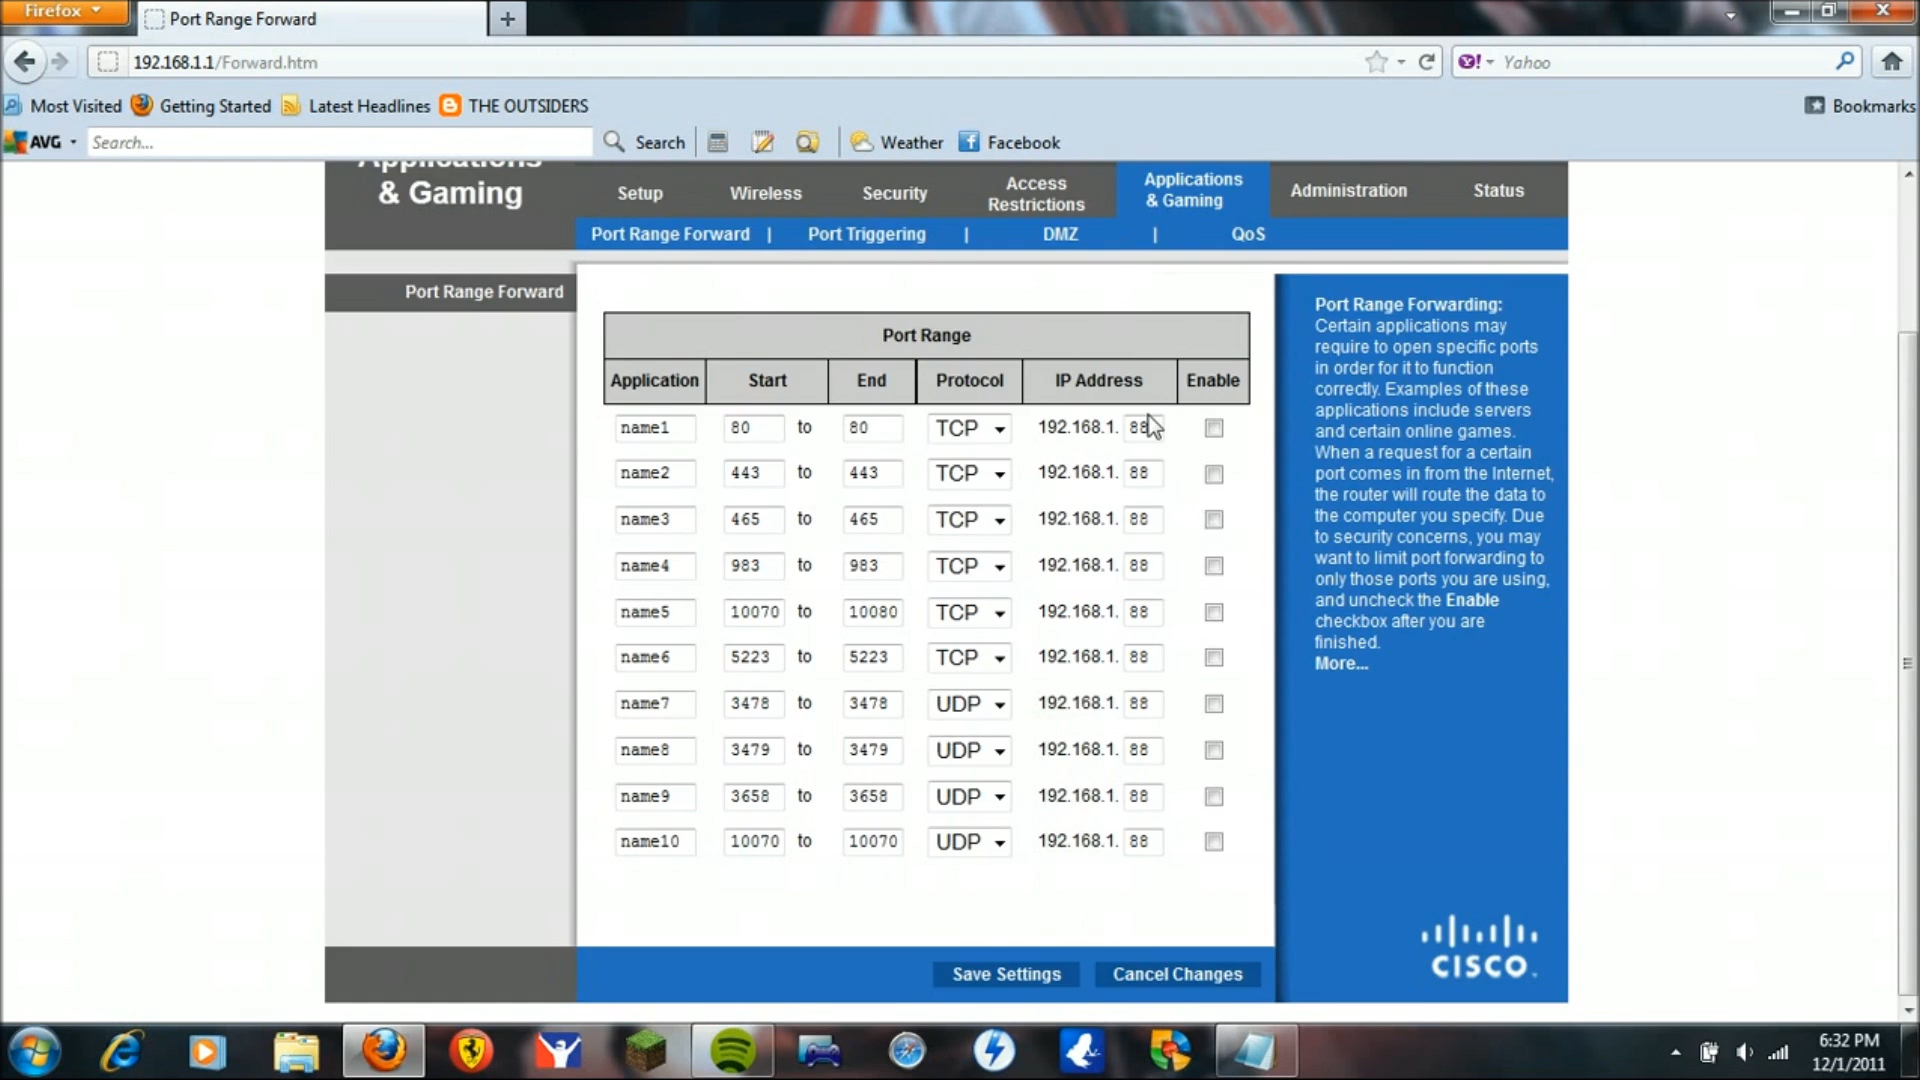 Firefox
Port Range Forward
192.168.1.1/Forward.htm
Yahoo
Most Visited Getting Started Latest Headlines THE OUTSIDERS Bookmarks
AVG Search... Search Weather Facebook
Applications
& Gaming
Setup Wireless Security Access Restrictions Applications & Gaming Administration Status
Port Range Forward | Port Triggering | DMZ | QoS
Port Range Forward
Port Range
Application Start End Protocol IP Address Enable
name1 80 to 80 TCP 192.168.1. 88
name2 443 to 443 TCP 192.168.1. 88
name3 465 to 465 TCP 192.168.1. 88
name4 983 to 983 TCP 192.168.1. 88
name5 10070 to 10080 TCP 192.168.1. 88
name6 5223 to 5223 TCP 192.168.1. 88
name7 3478 to 3478 UDP 192.168.1. 88
name8 3479 to 3479 UDP 192.168.1. 88
name9 3658 to 3658 UDP 192.168.1. 88
name10 10070 to 10070 UDP 192.168.1. 88
Port Range Forwarding:
Certain applications may
require to open specific ports
in order for it to function
correctly. Examples of these
applications include servers
and certain online games.
When a request for a certain
port comes in from the Internet,
the router will route the data to
the computer you specify. Due
to security concerns, you may
want to limit port forwarding to
only those ports you are using,
and uncheck the Enable
checkbox after you are
finished.
More...
CISCO.
Save Settings Cancel Changes
6:32 PM
12/1/2011